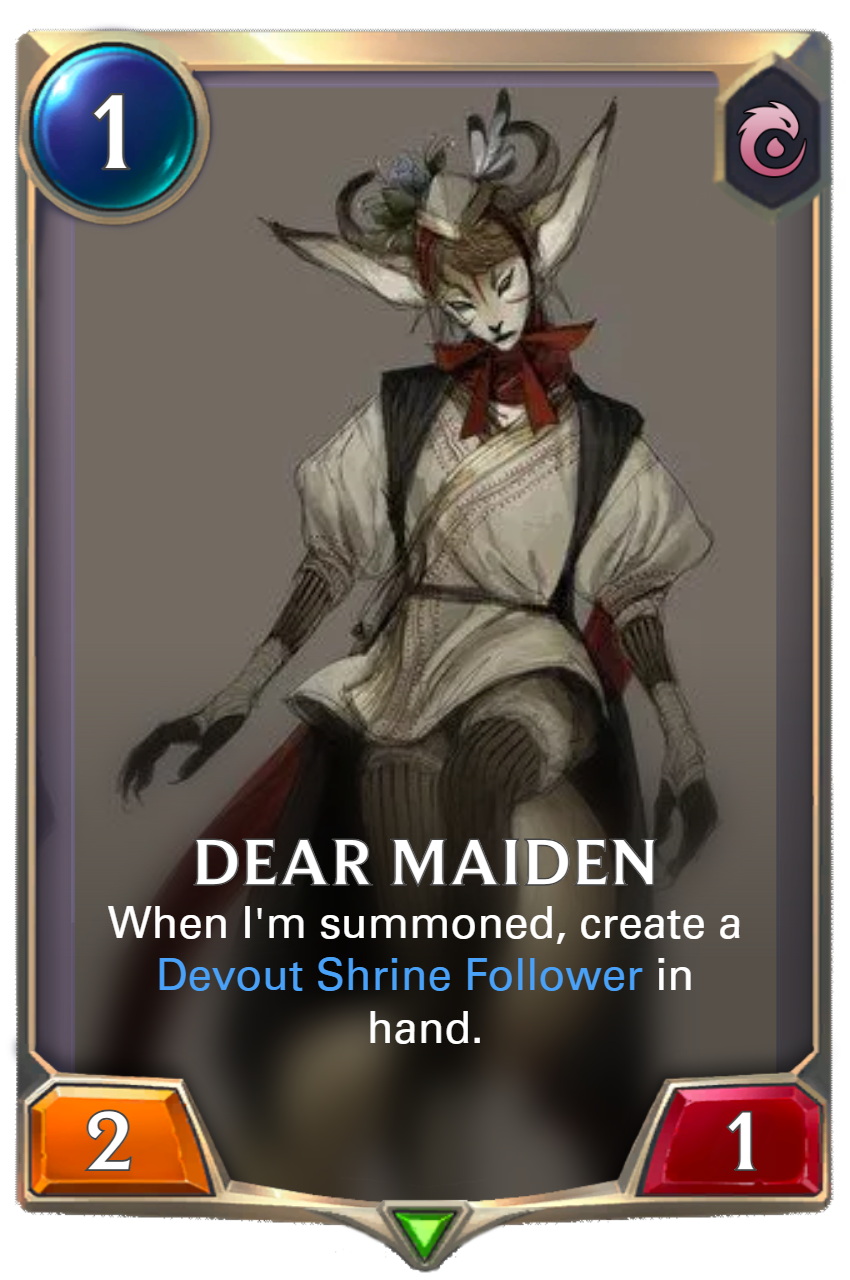 1
DEAR MAIDEN
When I'm summoned, create a
Devout Shrine Follower in
hand.
2
1